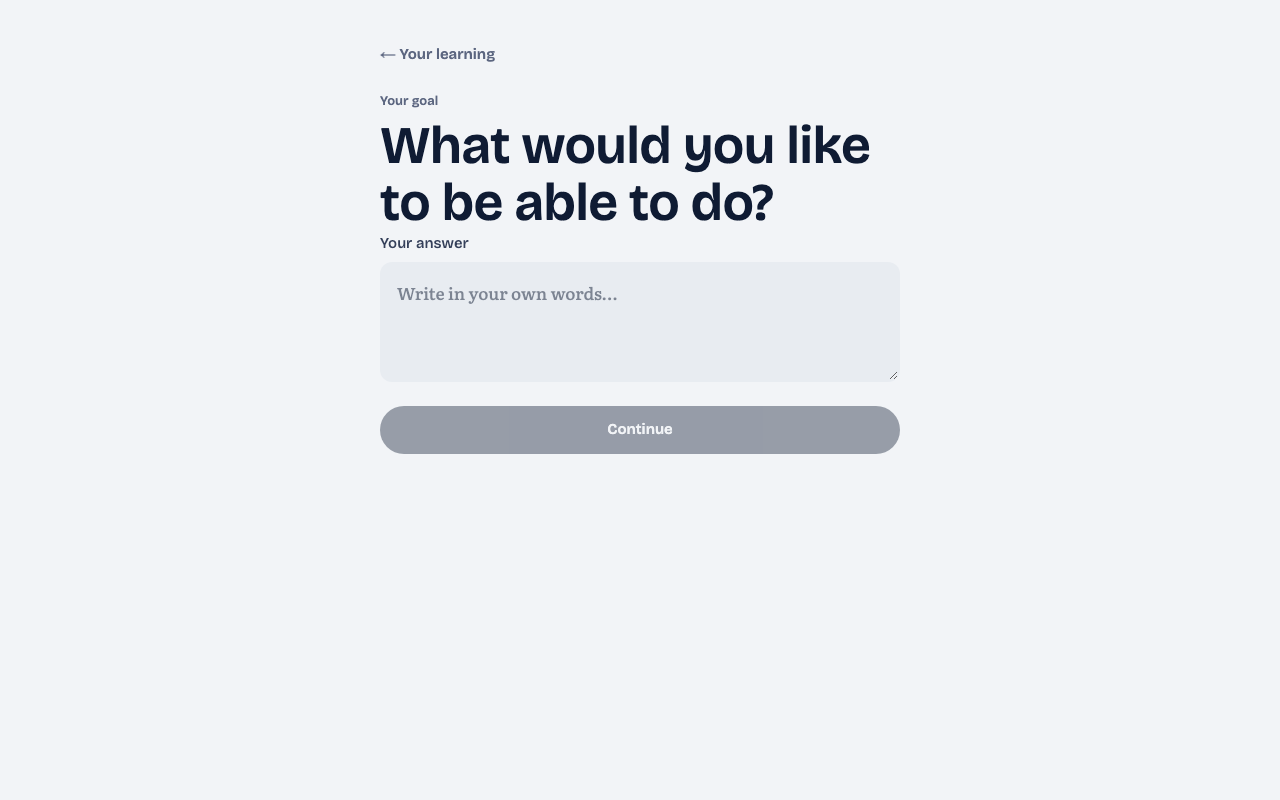 ← Your learning
Your goal
What would you like
to be able to do?
Your answer
Write in your own words...
Continue